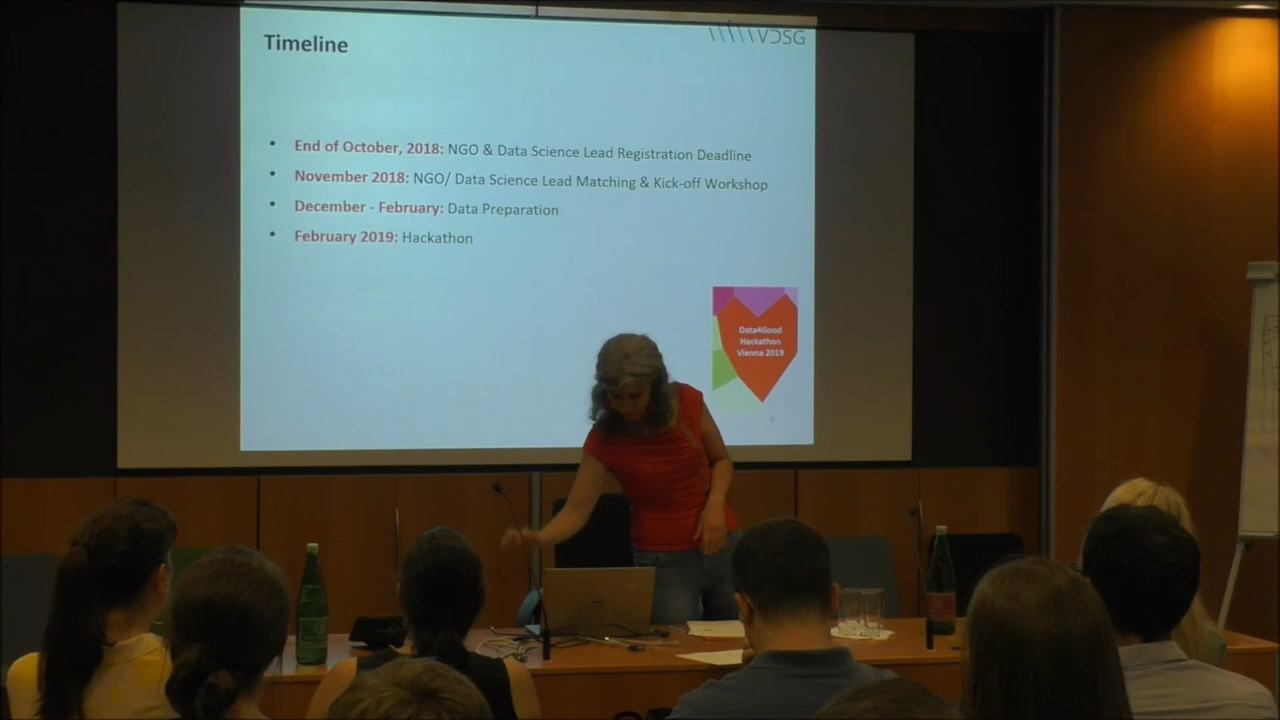 Timeline
VDSG
End of October, 2018: NGO & Data Science Lead Registration Deadline
November 2018: NGO/ Data Science Lead Matching & Kick-off Workshop
December - February: Data Preparation
February 2019: Hackathon
Data4Good
Hackathon
Vienna 2019